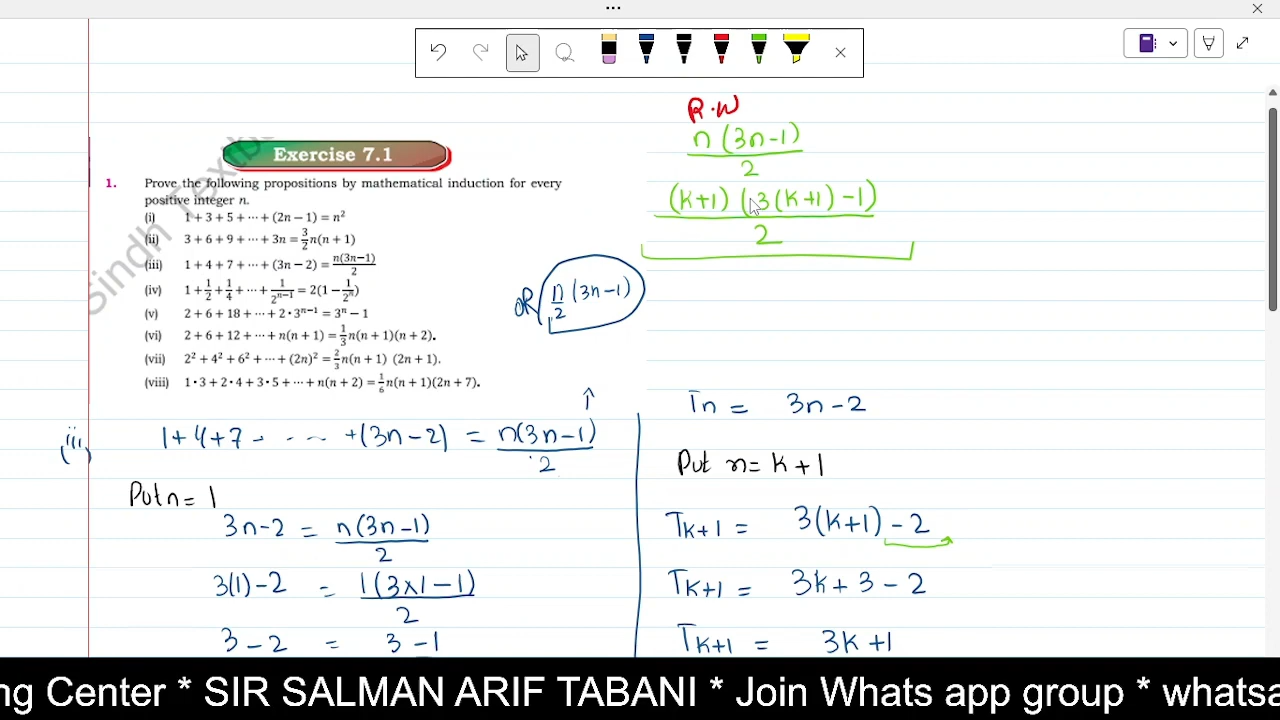 R.W
n(3n-1)
2
(k+1) (3(k+1)-1)
2
Sindh Textb
Exercise 7.1
1. Prove the following propositions by mathematical induction for every
positive integer n.
(i) 1 + 3 + 5 + ⋯ + (2n − 1) = n²
(ii) 3 + 6 + 9 + ⋯ + 3n = 3/2 n(n + 1)
(iii) 1 + 4 + 7 + ⋯ + (3n − 2) = n(3n−1)/2
(iv) 1 + 1/2 + 1/4 + ⋯ + 1/2ⁿ⁻¹ = 2(1 − 1/2ⁿ)
(v) 2 + 6 + 18 + ⋯ + 2 · 3ⁿ⁻¹ = 3ⁿ − 1
(vi) 2 + 6 + 12 + ⋯ + n(n + 1) = 1/3 n(n + 1)(n + 2).
(vii) 2² + 4² + 6² + ⋯ + (2n)² = 2/3 n(n + 1) (2n + 1).
(viii) 1 · 3 + 2 · 4 + 3 · 5 + ⋯ + n(n + 2) = 1/6 n(n + 1)(2n + 7).
OR n/2 (3n-1)
(iii) 1+4+7 - - - - - +(3n-2) = n(3n-1)/2
Put n = 1
3n-2 = n(3n-1)/2
3(1)-2 = 1(3×1-1)/2
3-2 = 3-1
Tn = 3n-2
Put n = k+1
Tk+1 = 3(k+1) -2
Tk+1 = 3k+3-2
Tk+1 = 3k+1
ng Center * SIR SALMAN ARIF TABANI * Join Whats app group * whatsa